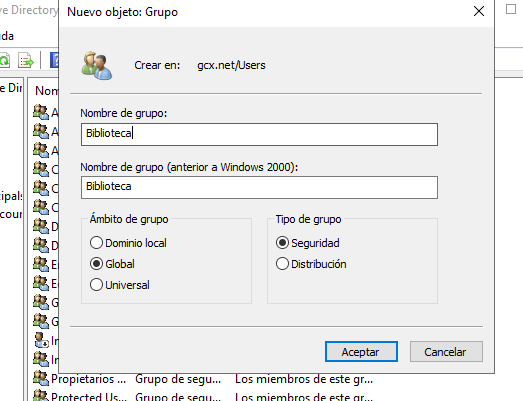 e Directory
Nuevo objeto: Grupo
da
Crear en: gcx.net/Users
e Dir
Nom
Nombre de grupo:
Biblioteca
Nombre de grupo (anterior a Windows 2000):
Biblioteca
cipals
cour
Ámbito de grupo
Tipo de grupo
Dominio local
Seguridad
Global
Distribución
Universal
Aceptar
Cancelar
Propietarios ... Grupo de segu... Los miembros de este gr...
Protected Us... Grupo de segu... Los miembros de este gr...